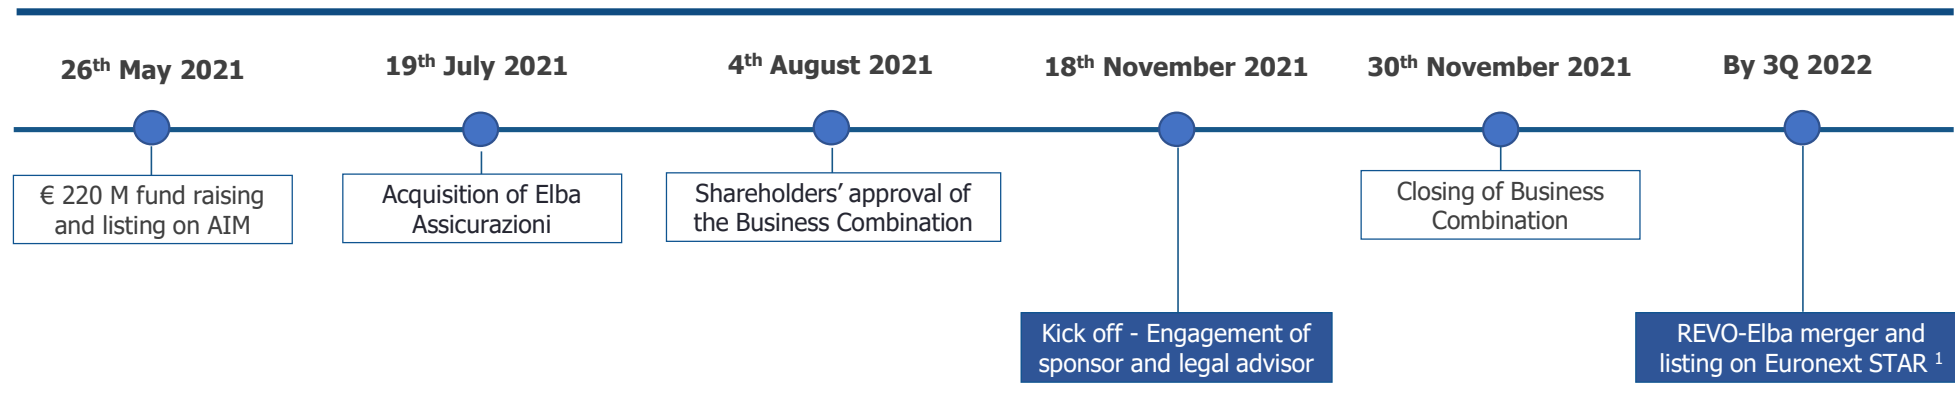 26th May 2021
19th July 2021
4th August 2021
18th November 2021
30th November 2021
By 3Q 2022
€ 220 M fund raising
and listing on AIM
Acquisition of Elba
Assicurazioni
Shareholders’ approval of
the Business Combination
Kick off - Engagement of
sponsor and legal advisor
Closing of Business
Combination
REVO-Elba merger and
listing on Euronext STAR 1